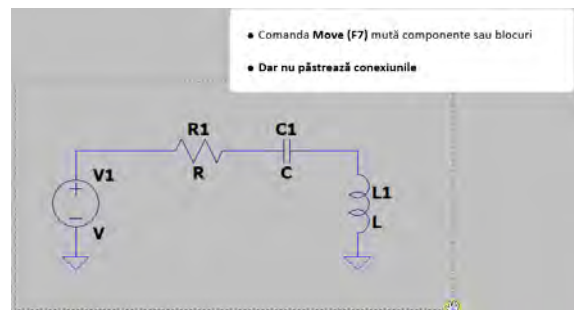 ● Comanda Move (F7) mută componente sau blocuri
● Dar nu păstrează conexiunile
R1
C1
R
C
V1
+
−
V
L1
L